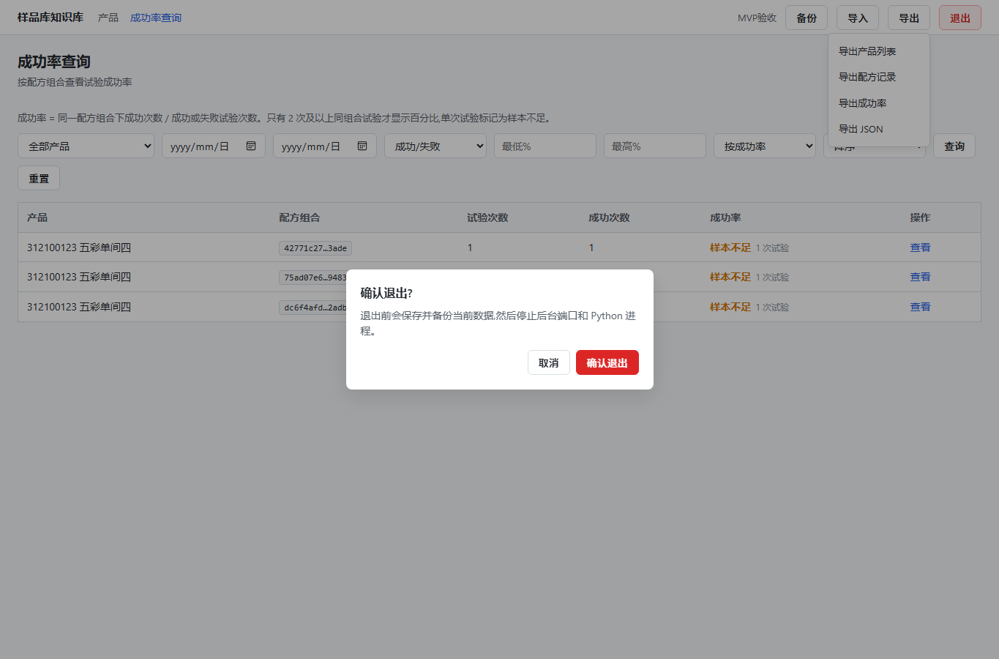 样品库知识库 产品 成功率查询 MVP验收 备份 导入 导出 退出
导出产品列表
导出配方记录
导出成功率
导出 JSON
成功率查询
按配方组合查看试验成功率
成功率 = 同一配方组合下成功次数 / 成功或失败试验次数。只有 2 次及以上同组合试验才显示百分比,单次试验标记为样本不足。
全部产品 yyyy/mm/日 yyyy/mm/日 成功/失败 最低% 最高% 按成功率 降序 查询
重置
产品 配方组合 试验次数 成功次数 成功率 操作
312100123 五彩单间四 42771c27…3ade 1 1 样本不足 1 次试验 查看
312100123 五彩单间四 75ad07e6…9483 样本不足 1 次试验 查看
312100123 五彩单间四 dc6f4afd…2adb 样本不足 1 次试验 查看
确认退出?
退出前会保存并备份当前数据,然后停止后台端口和 Python 进
程。
取消 确认退出